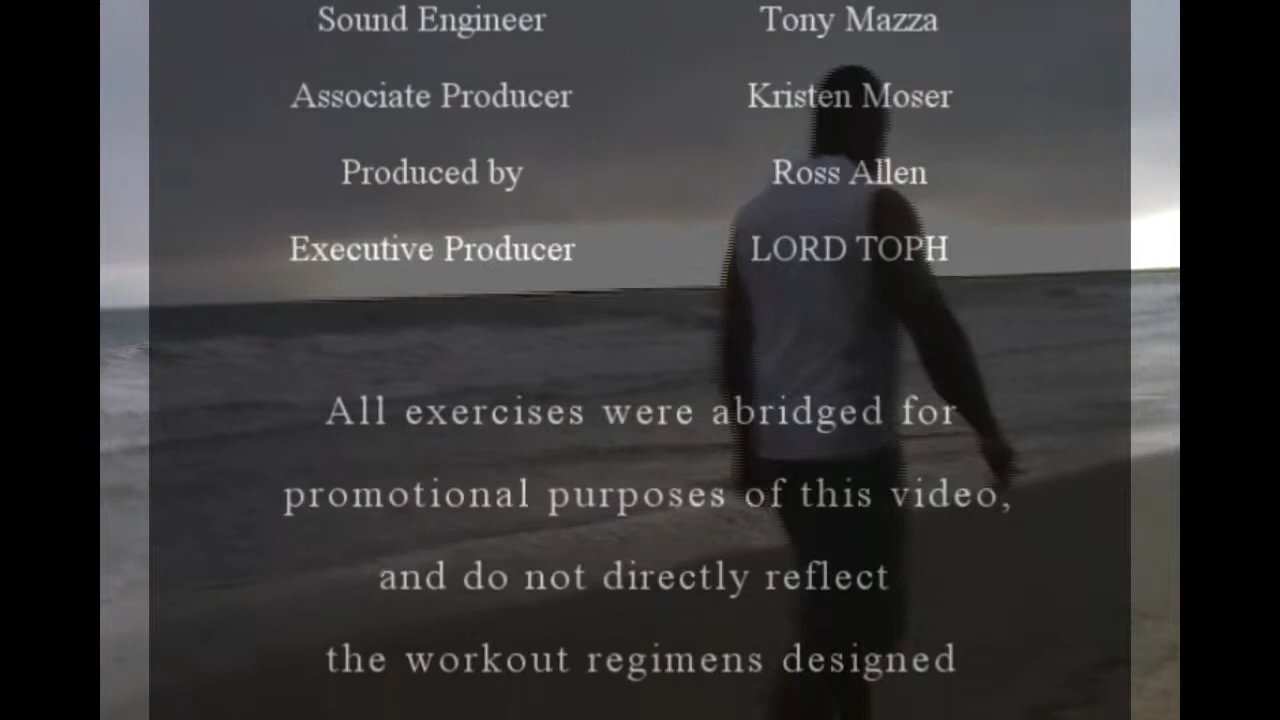 Sound Engineer Tony Mazza
Associate Producer Kristen Moser
Produced by Ross Allen
Executive Producer LORD TOPH
All exercises were abridged for
promotional purposes of this video,
and do not directly reflect
the workout regimens designed